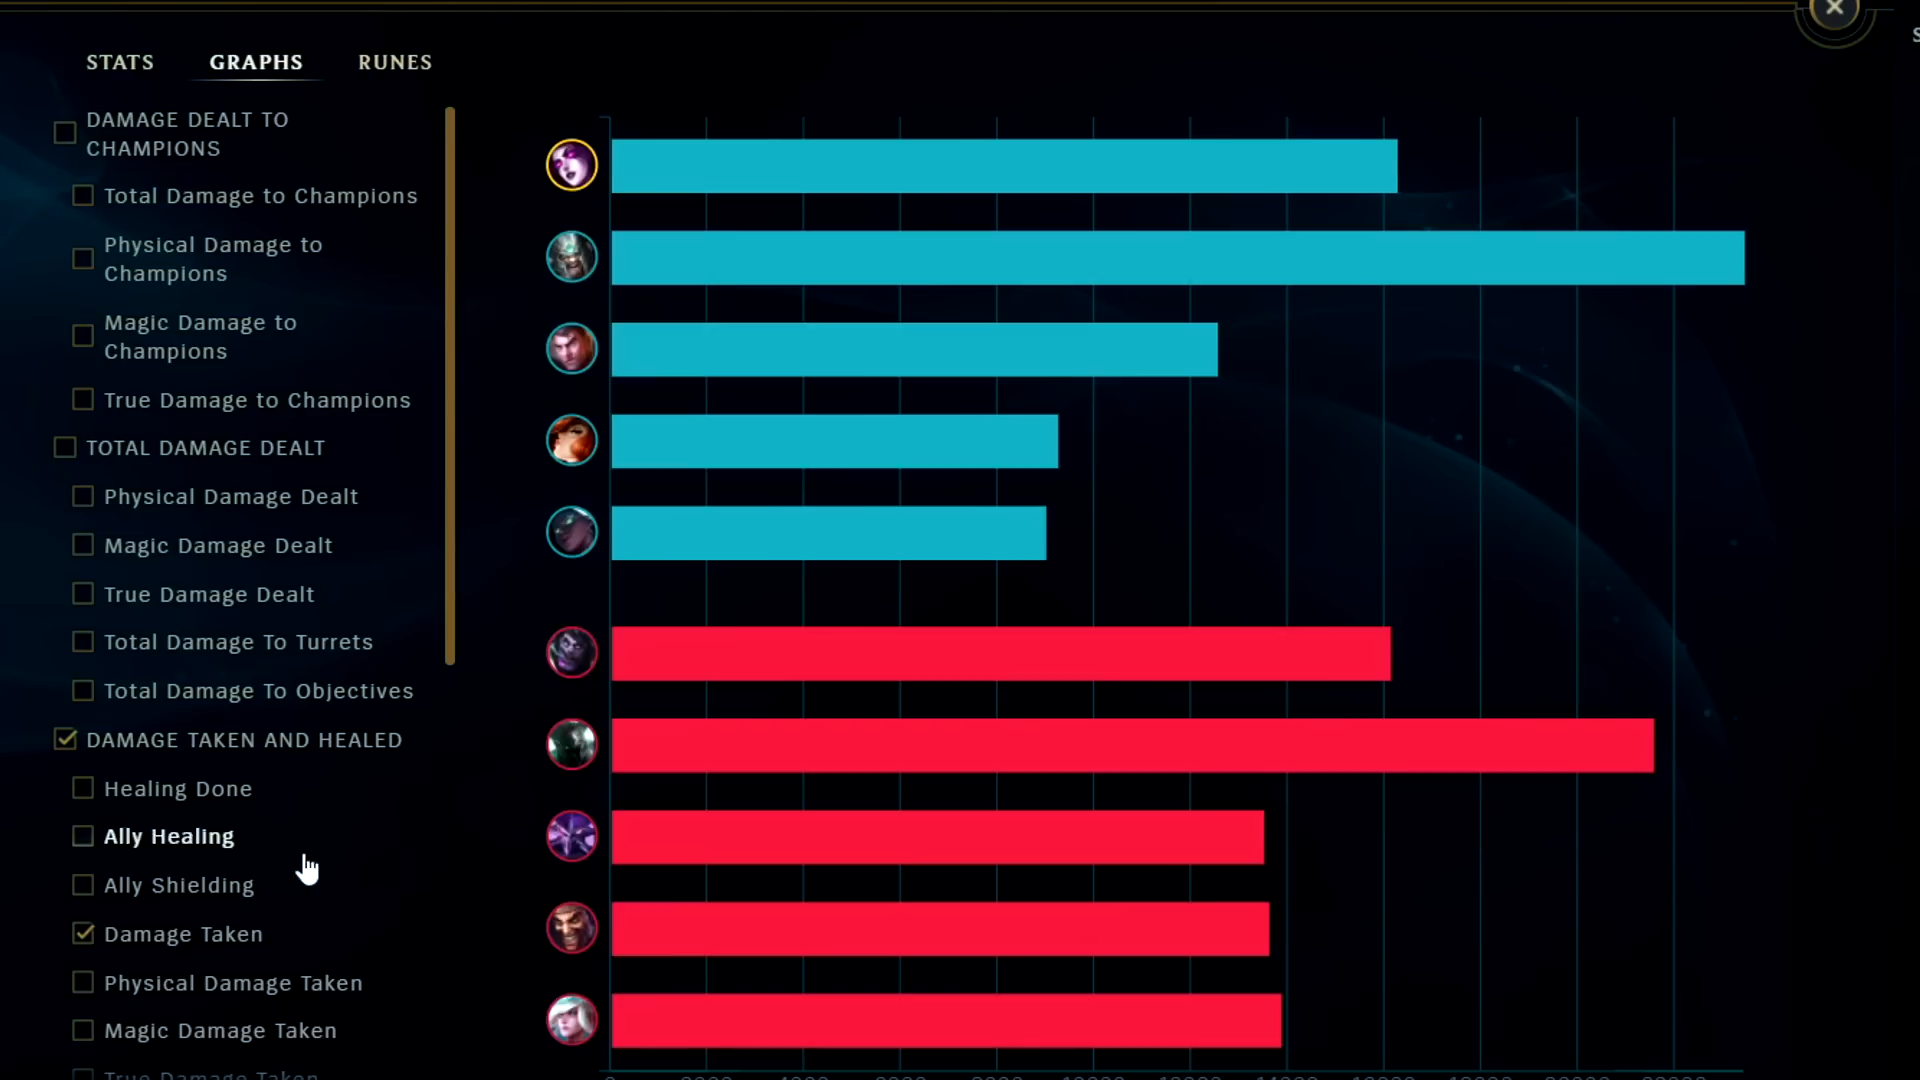 STATS GRAPHS RUNES
DAMAGE DEALT TO
CHAMPIONS
Total Damage to Champions
Physical Damage to
Champions
Magic Damage to
Champions
True Damage to Champions
TOTAL DAMAGE DEALT
Physical Damage Dealt
Magic Damage Dealt
True Damage Dealt
Total Damage To Turrets
Total Damage To Objectives
DAMAGE TAKEN AND HEALED
Healing Done
Ally Healing
Ally Shielding
Damage Taken
Physical Damage Taken
Magic Damage Taken
True Damage Taken